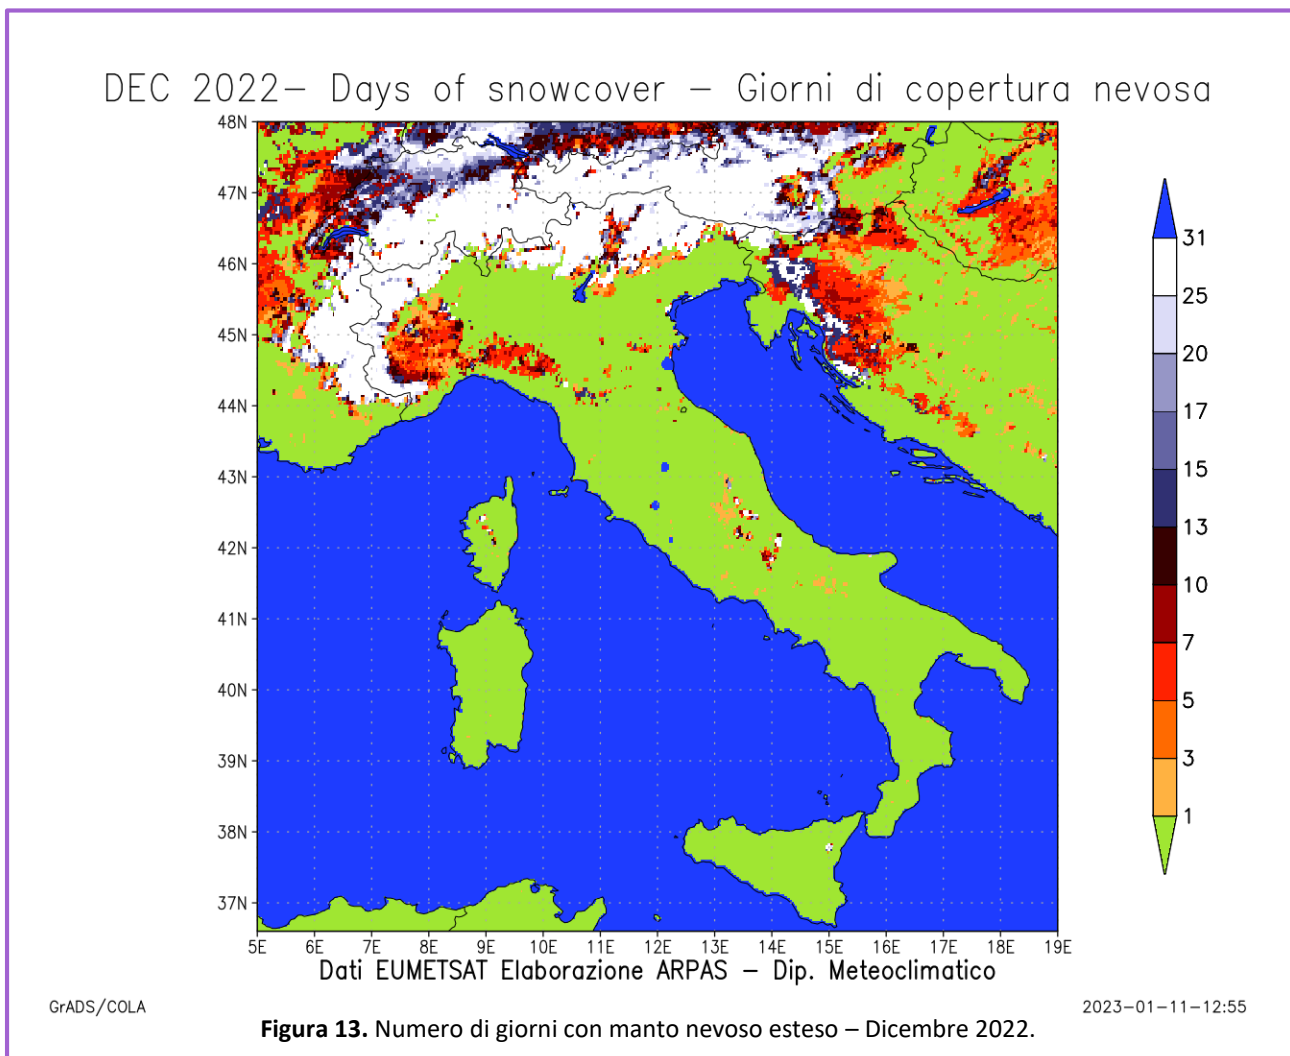 DEC 2022– Days of snowcover – Giorni di copertura nevosa
48N
47N
46N
45N
44N
43N
42N
41N
40N
39N
38N
37N
5E 6E 7E 8E 9E 10E 11E 12E 13E 14E 15E 16E 17E 18E 19E
31
25
20
17
15
13
10
7
5
3
1
Dati EUMETSAT Elaborazione ARPAS – Dip. Meteoclimatico
GrADS/COLA
2023-01-11-12:55
Figura 13. Numero di giorni con manto nevoso esteso – Dicembre 2022.